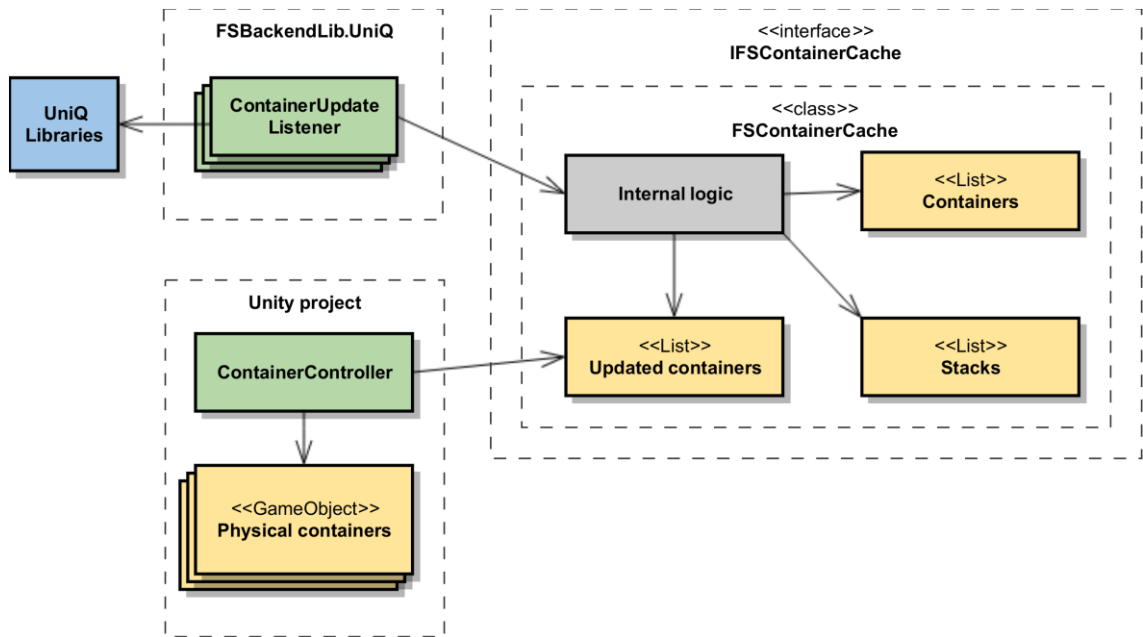 FSBackendLib.UniQ
UniQ
Libraries
ContainerUpdate
Listener
<<interface>>
IFSContainerCache
<<class>>
FSContainerCache
Internal logic
<<List>>
Containers
<<List>>
Updated containers
<<List>>
Stacks
Unity project
ContainerController
<<GameObject>>
Physical containers